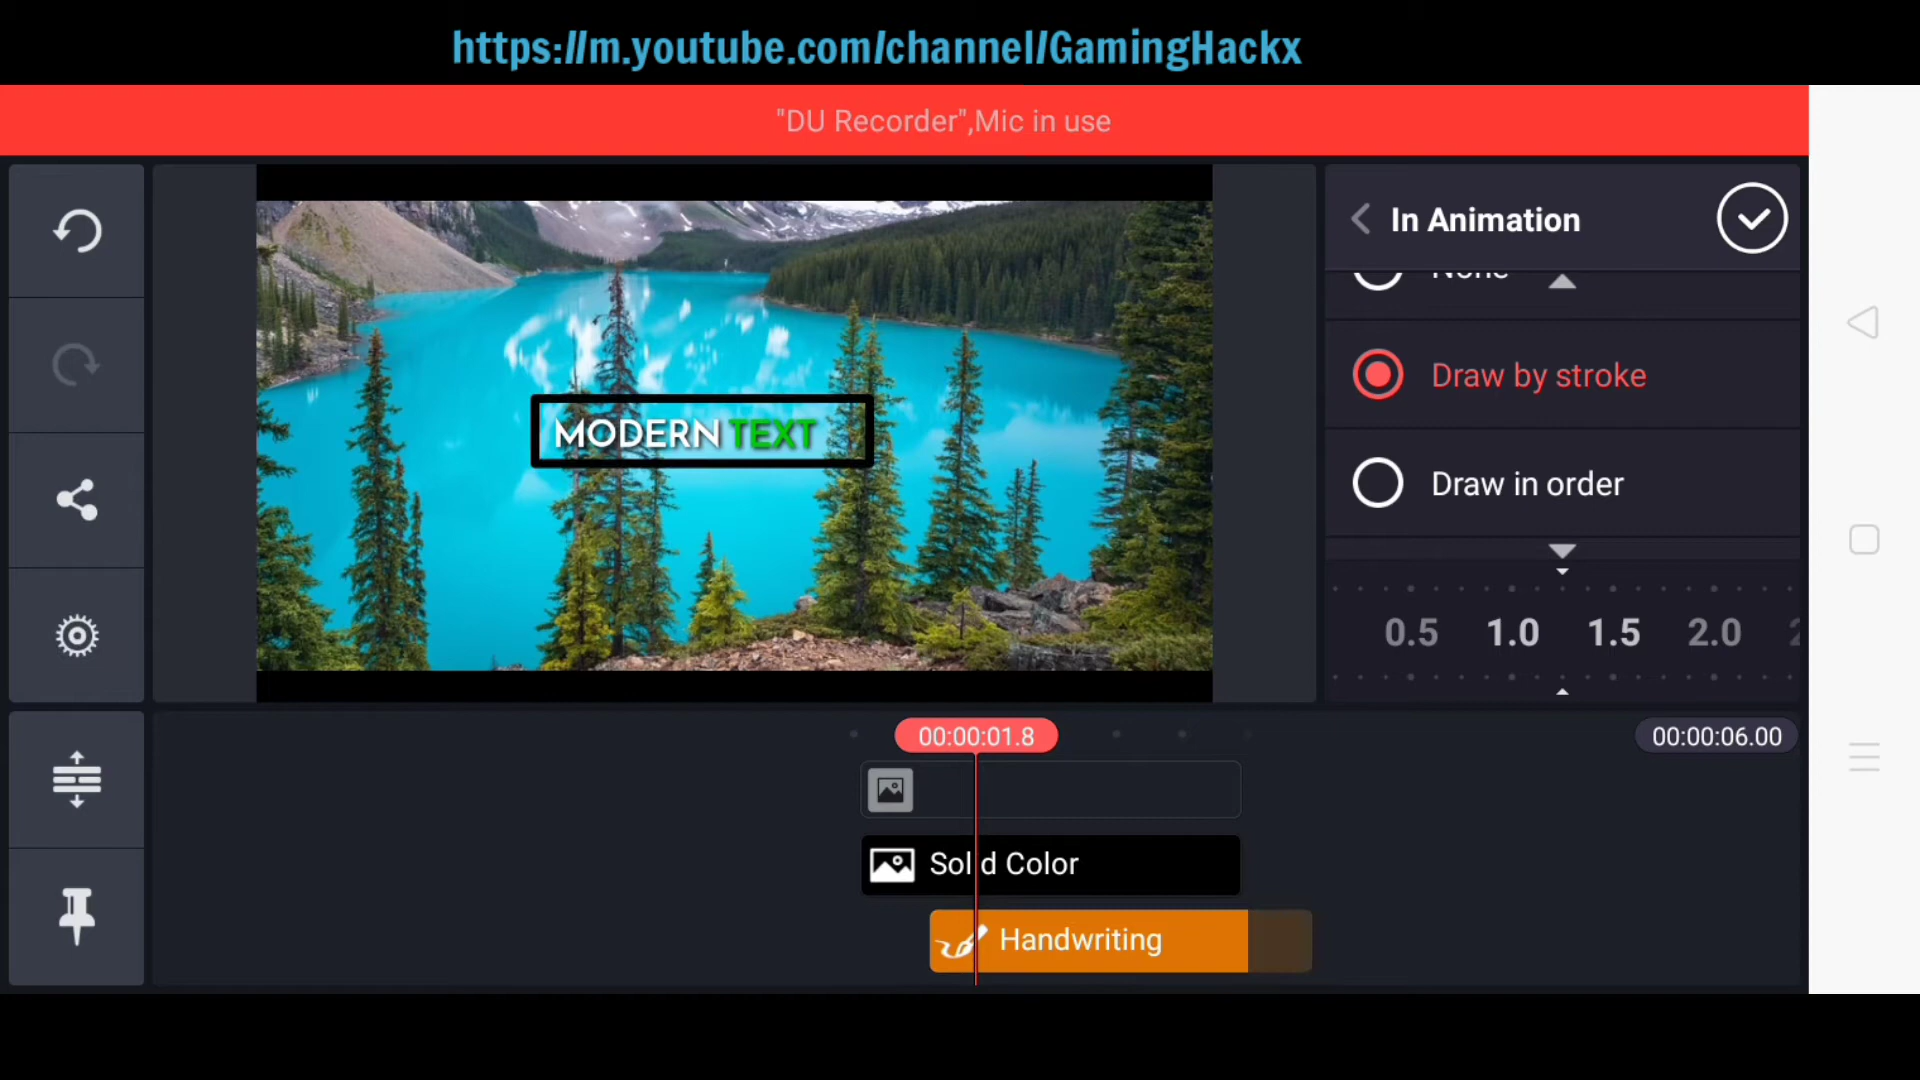 https://m.youtube.com/channel/GamingHackx
"DU Recorder",Mic in use
In Animation
None
Draw by stroke
MODERN TEXT
Draw in order
0.5 1.0 1.5 2.0
00:00:01.8
00:00:06.00
Solid Color
Handwriting